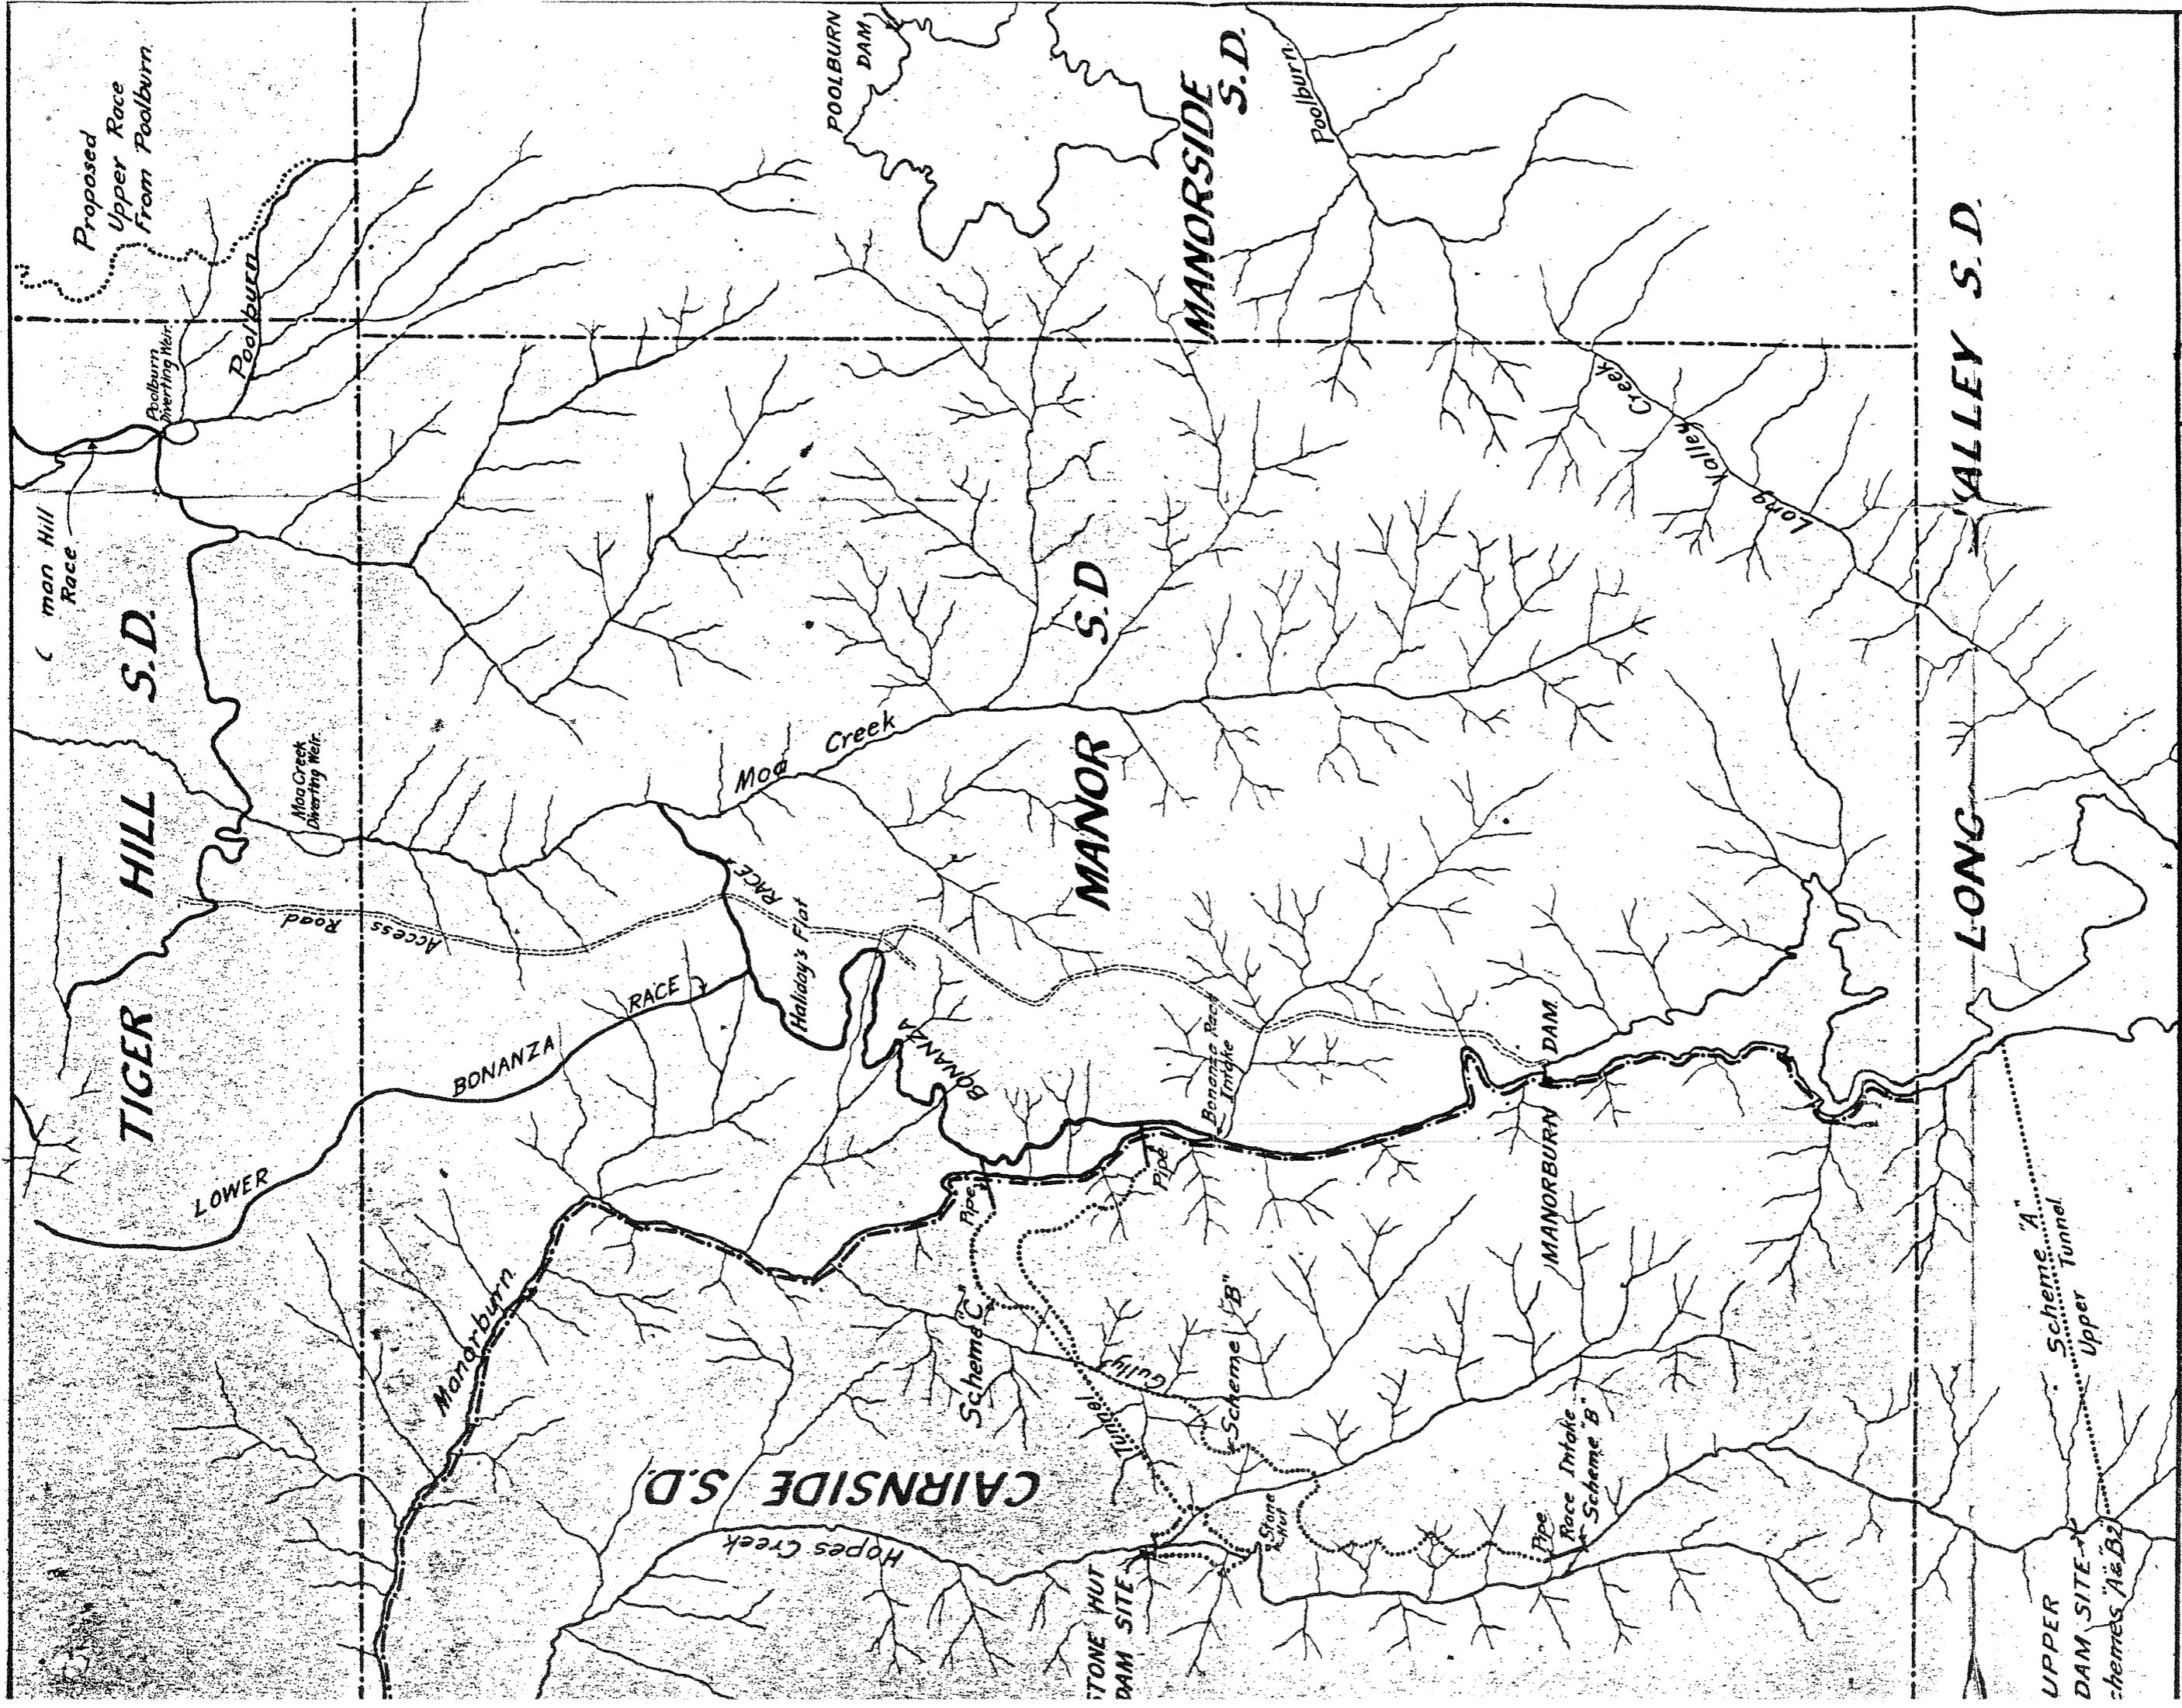 Proposed
Upper Race
From Poolburn.
POOLBURN
DAM
MANORSIDE
S.D.
Poolburn
Poolburn
Poolburn
Diverting Weir.
man Hill
Race
TIGER HILL S.D.
Moa Creek
Diverting Weir.
Access Road
Moa Creek
RACE
Haliday's Flat
BONANZA
LOWER BONANZA RACE
MANOR S.D
Long Valley Creek
LONG VALLEY S.D.
Bonanza Race
Intake
MANORBURN DAM.
Manorburn
Pipe
Pipe
Scheme "C"
Scheme "B"
Gully
Tunnel
CAIRNSIDE S.D.
Hopes Creek
Stone
Hut
STONE HUT
DAM SITE
Pipe
Race Intake
Scheme "B"
Scheme "A"
Upper Tunnel
UPPER
DAM SITE
chemes "A" & "B2"